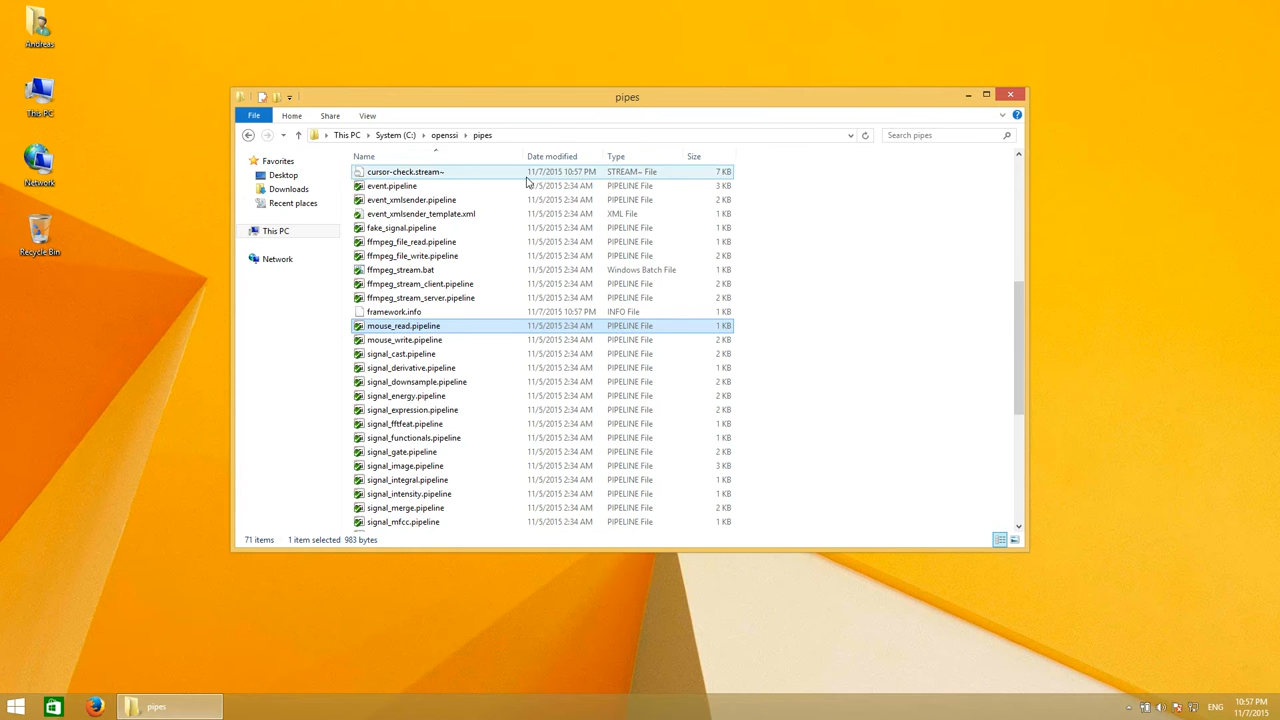 Andreas
This PC
Network
Recycle Bin
pipes
File
Home
Share
View
This PC
System (C:)
openssi
pipes
Search pipes
Favorites
Desktop
Downloads
Recent places
This PC
Network
Name Date modified Type Size
cursor-check.stream~ 11/7/2015 10:57 PM STREAM~ File 7 KB
event.pipeline 11/5/2015 2:34 AM PIPELINE File 3 KB
event_xmlsender.pipeline 11/5/2015 2:34 AM PIPELINE File 2 KB
event_xmlsender_template.xml 11/5/2015 2:34 AM XML File 1 KB
fake_signal.pipeline 11/5/2015 2:34 AM PIPELINE File 1 KB
ffmpeg_file_read.pipeline 11/5/2015 2:34 AM PIPELINE File 1 KB
ffmpeg_file_write.pipeline 11/5/2015 2:34 AM PIPELINE File 2 KB
ffmpeg_stream.bat 11/5/2015 2:34 AM Windows Batch File 1 KB
ffmpeg_stream_client.pipeline 11/5/2015 2:34 AM PIPELINE File 2 KB
ffmpeg_stream_server.pipeline 11/5/2015 2:34 AM PIPELINE File 2 KB
framework.info 11/7/2015 10:57 PM INFO File 1 KB
mouse_read.pipeline 11/5/2015 2:34 AM PIPELINE File 1 KB
mouse_write.pipeline 11/5/2015 2:34 AM PIPELINE File 2 KB
signal_cast.pipeline 11/5/2015 2:34 AM PIPELINE File 1 KB
signal_derivative.pipeline 11/5/2015 2:34 AM PIPELINE File 1 KB
signal_downsample.pipeline 11/5/2015 2:34 AM PIPELINE File 2 KB
signal_energy.pipeline 11/5/2015 2:34 AM PIPELINE File 1 KB
signal_expression.pipeline 11/5/2015 2:34 AM PIPELINE File 1 KB
signal_fftfeat.pipeline 11/5/2015 2:34 AM PIPELINE File 1 KB
signal_functionals.pipeline 11/5/2015 2:34 AM PIPELINE File 1 KB
signal_gate.pipeline 11/5/2015 2:34 AM PIPELINE File 2 KB
signal_image.pipeline 11/5/2015 2:34 AM PIPELINE File 3 KB
signal_integral.pipeline 11/5/2015 2:34 AM PIPELINE File 1 KB
signal_intensity.pipeline 11/5/2015 2:34 AM PIPELINE File 1 KB
signal_merge.pipeline 11/5/2015 2:34 AM PIPELINE File 2 KB
signal_mfcc.pipeline 11/5/2015 2:34 AM PIPELINE File 1 KB
71 items 1 item selected 983 bytes
pipes
ENG
10:57 PM
11/7/2015